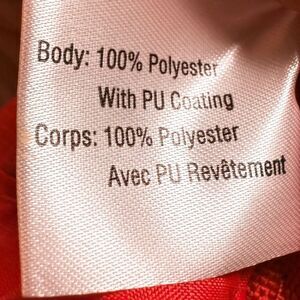 Body: 100% Polyester
With PU Coating
Corps: 100% Polyester
Avec PU Revêtement